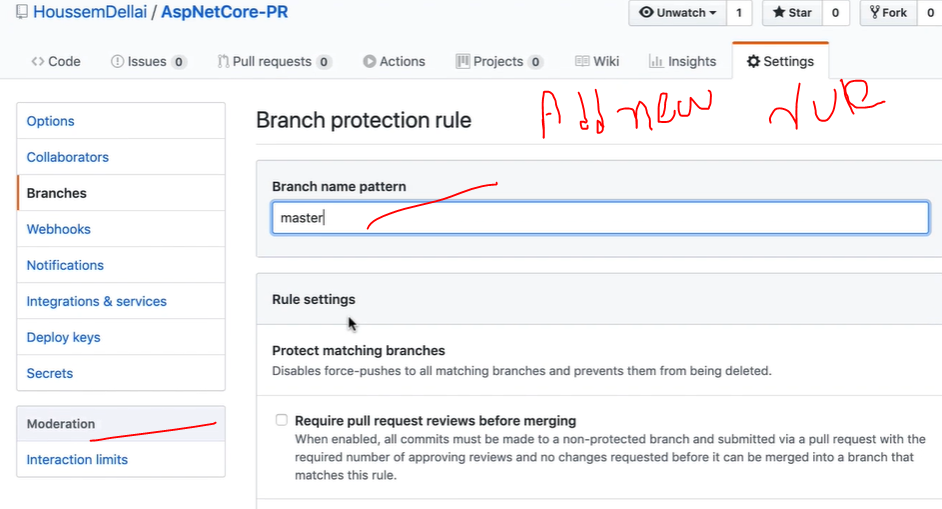 HoussemDellai / AspNetCore-PR
Unwatch 1 Star 0 Fork 0
Code Issues 0 Pull requests 0 Actions Projects 0 Wiki Insights Settings
Add new rule
Options
Collaborators
Branches
Webhooks
Notifications
Integrations & services
Deploy keys
Secrets
Moderation
Interaction limits
Branch protection rule
Branch name pattern
master
Rule settings
Protect matching branches
Disables force-pushes to all matching branches and prevents them from being deleted.
Require pull request reviews before merging
When enabled, all commits must be made to a non-protected branch and submitted via a pull request with the
required number of approving reviews and no changes requested before it can be merged into a branch that
matches this rule.